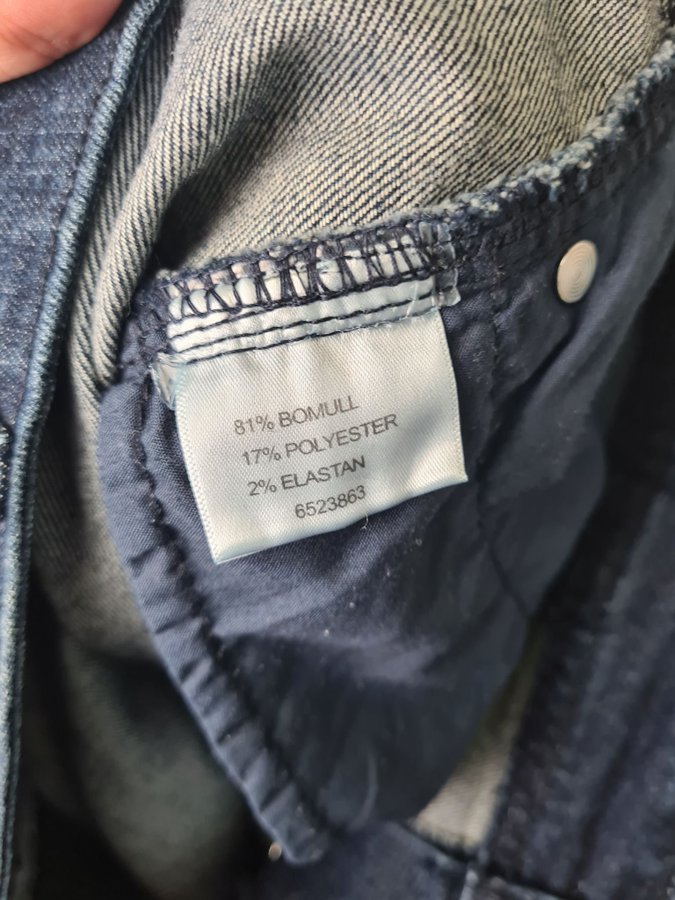 81% BOMULL
17% POLYESTER
2% ELASTAN
6523863